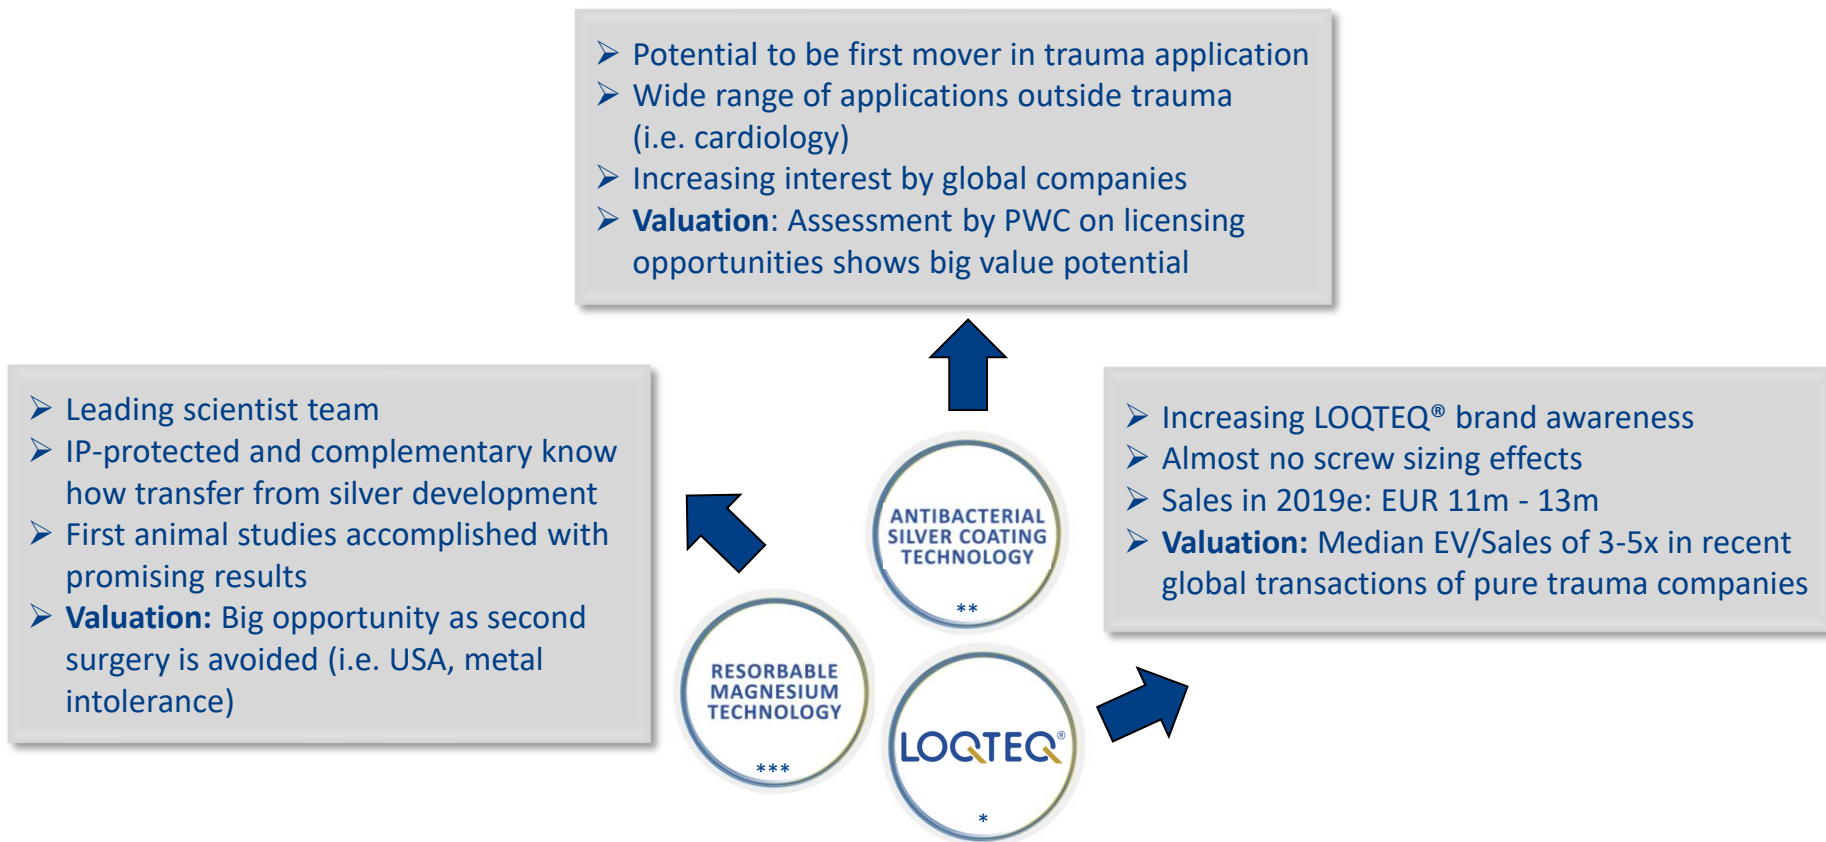 ➢ Potential to be first mover in trauma application
➢ Wide range of applications outside trauma
(i.e. cardiology)
➢ Increasing interest by global companies
➢ Valuation: Assessment by PWC on licensing
opportunities shows big value potential
➢ Leading scientist team
➢ IP-protected and complementary know
how transfer from silver development
➢ First animal studies accomplished with
promising results
➢ Valuation: Big opportunity as second
surgery is avoided (i.e. USA, metal
intolerance)
➢ Increasing LOQTEQ® brand awareness
➢ Almost no screw sizing effects
➢ Sales in 2019e: EUR 11m - 13m
➢ Valuation: Median EV/Sales of 3-5x in recent
global transactions of pure trauma companies
ANTIBACTERIAL
SILVER COATING
TECHNOLOGY
**
RESORBABLE
MAGNESIUM
TECHNOLOGY
***
LOQTEQ®
*